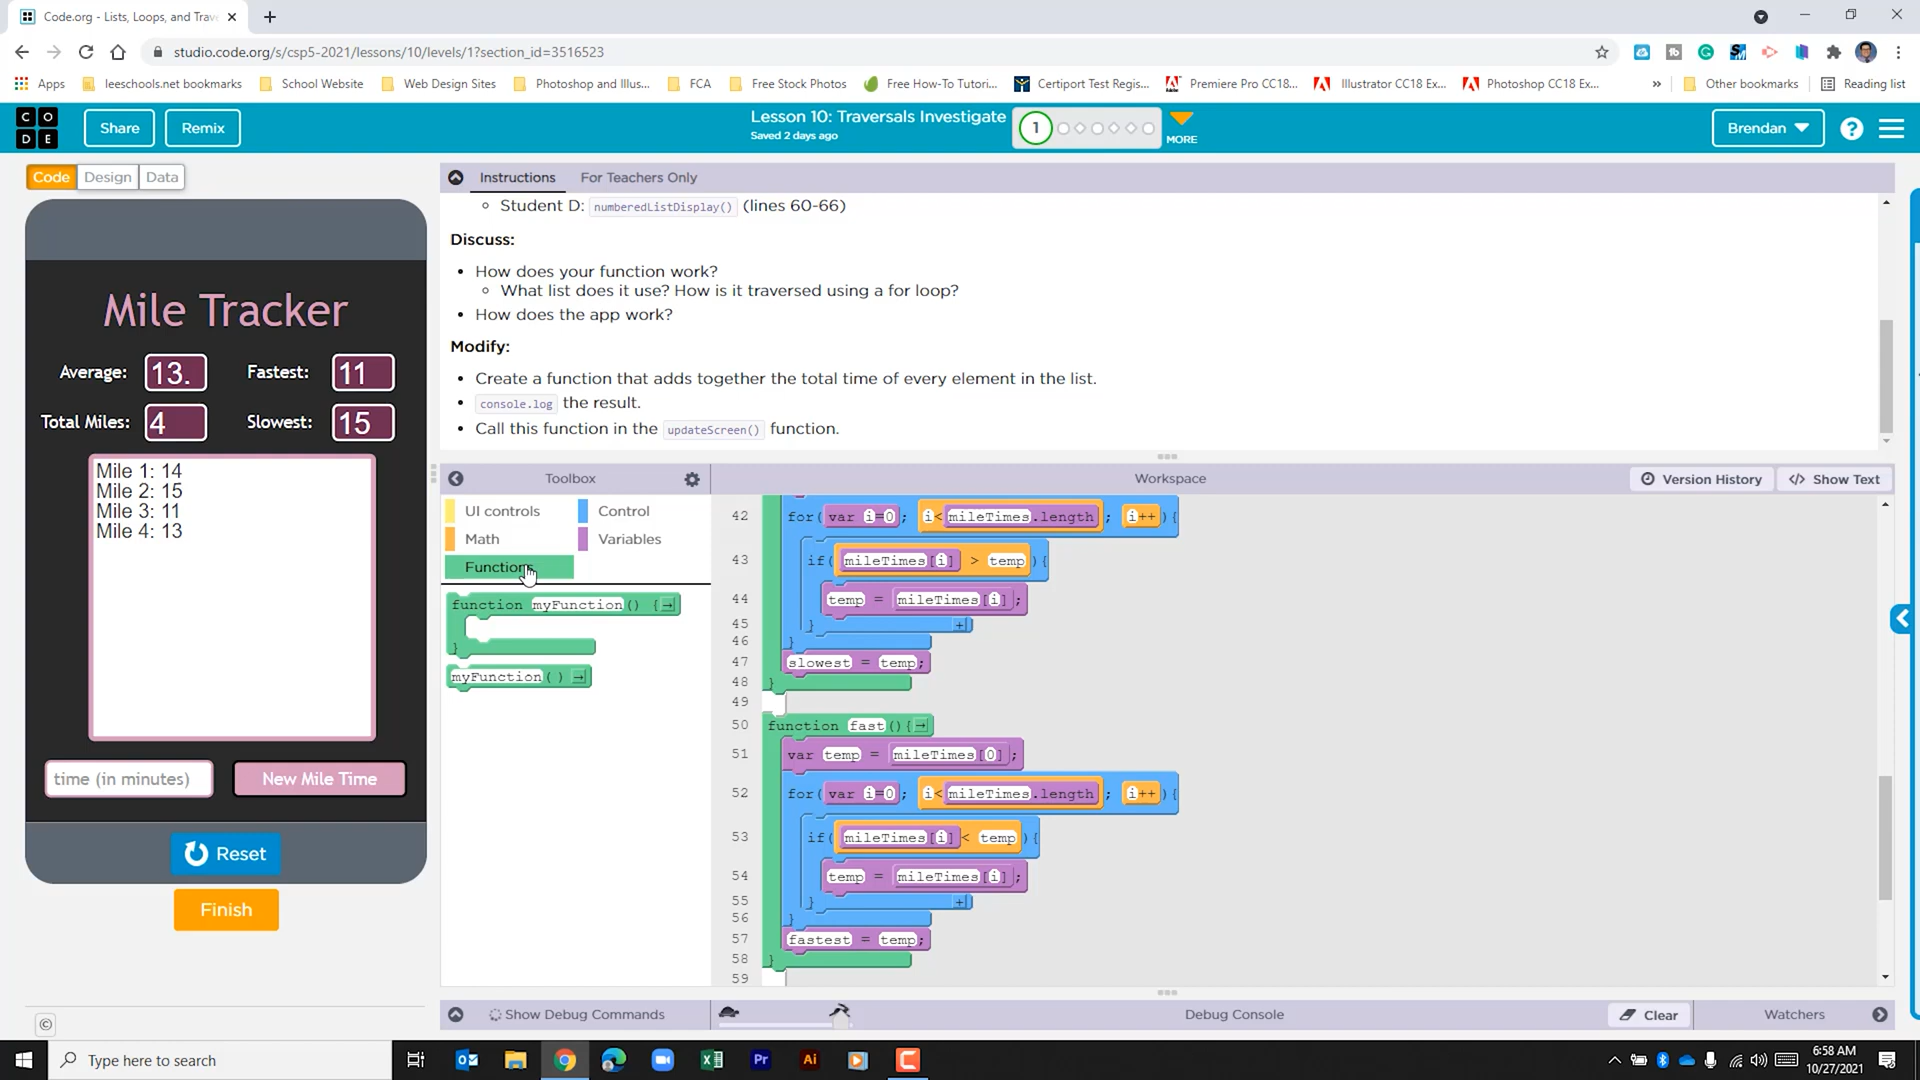 Code.org - Lists, Loops, and Trav
studio.code.org/s/csp5-2021/lessons/10/levels/1?section_id=3516523
Apps
leeschools.net bookmarks
School Website
Web Design Sites
Photoshop and Illus...
FCA
Free Stock Photos
Free How-To Tutori...
Certiport Test Regis...
Premiere Pro CC18...
Illustrator CC18 Ex...
Photoshop CC18 Ex...
»
Other bookmarks
Reading list
C O
D E
Share
Remix
Lesson 10: Traversals Investigate
Saved 2 days ago
1
MORE
Brendan
?
Code
Design
Data
Instructions
For Teachers Only
Student D: numberedListDisplay() (lines 60-66)
Discuss:
How does your function work?
What list does it use? How is it traversed using a for loop?
How does the app work?
Modify:
Create a function that adds together the total time of every element in the list.
console.log the result.
Call this function in the updateScreen() function.
Mile Tracker
Average: 13. Fastest: 11
Total Miles: 4 Slowest: 15
Mile 1: 14
Mile 2: 15
Mile 3: 11
Mile 4: 13
time (in minutes)
New Mile Time
Reset
Finish
©
Toolbox
UI controls
Control
Math
Variables
Functions
function myFunction() {
}
myFunction()
Workspace
Version History
</> Show Text
42 for( var i=0; i<mileTimes.length; i++){
43 if( mileTimes[i] > temp ){
44 temp = mileTimes[i];
45 } +
46 }
47 slowest = temp;
48 }
49
50 function fast(){
51 var temp = mileTimes[0];
52 for( var i=0; i<mileTimes.length; i++){
53 if( mileTimes[i] < temp ){
54 temp = mileTimes[i];
55 } +
56 }
57 fastest = temp;
58 }
59
Show Debug Commands
Debug Console
Clear
Watchers
Type here to search
Pr
Ai
6:58 AM
10/27/2021